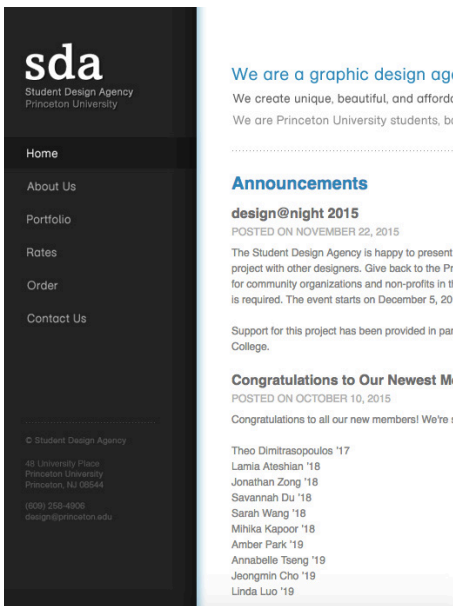 sda
Student Design Agency
Princeton University
Home
About Us
Portfolio
Rates
Order
Contact Us
© Student Design Agency
48 University Place
Princeton University
Princeton, NJ 08544
(609) 258-4906
design@princeton.edu
We are a graphic design age
We create unique, beautiful, and afforda
We are Princeton University students, ba
Announcements
design@night 2015
POSTED ON NOVEMBER 22, 2015
The Student Design Agency is happy to present
project with other designers. Give back to the Pr
for community organizations and non-profits in th
is required. The event starts on December 5, 20
Support for this project has been provided in par
College.
Congratulations to Our Newest Me
POSTED ON OCTOBER 10, 2015
Congratulations to all our new members! We're s
Theo Dimitrasopoulos '17
Lamia Ateshian '18
Jonathan Zong '18
Savannah Du '18
Sarah Wang '18
Mihika Kapoor '18
Amber Park '19
Annabelle Tseng '19
Jeongmin Cho '19
Linda Luo '19